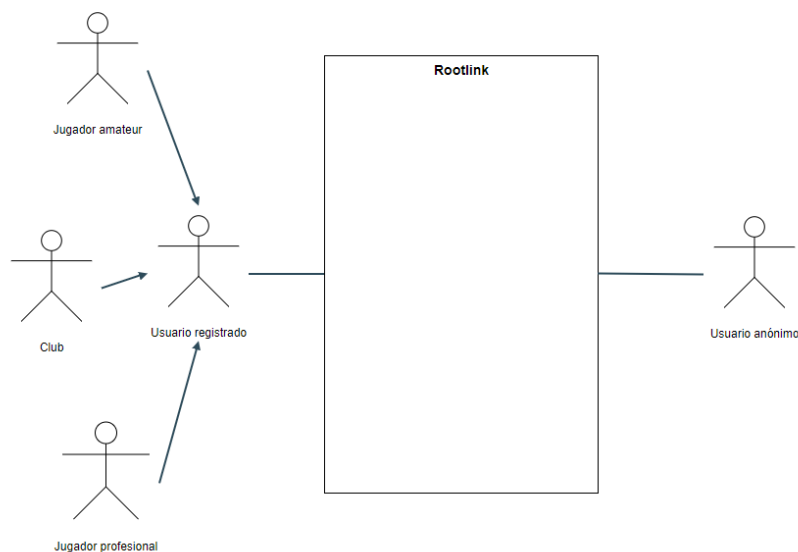 Rootlink
Jugador amateur
Usuario registrado
Usuario anónimo
Club
Jugador profesional